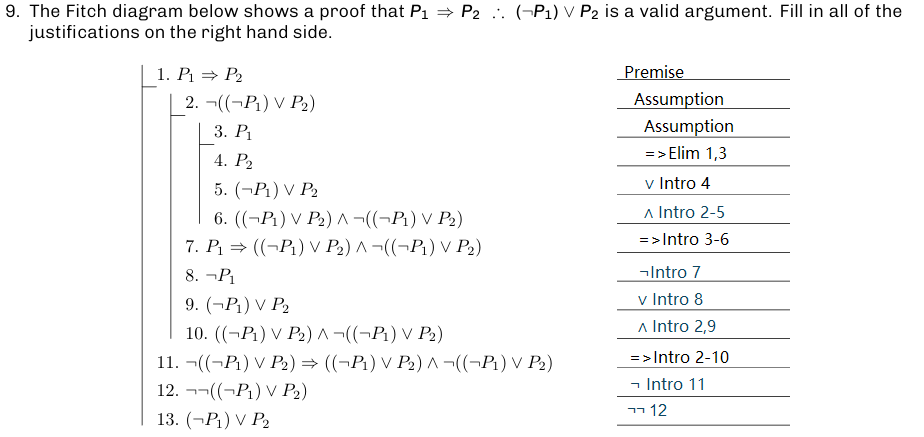 9. The Fitch diagram below shows a proof that P₁ ⇒ P₂ ∴ (¬P₁) ∨ P₂ is a valid argument. Fill in all of the
justifications on the right hand side.
1. P₁ ⇒ P₂ Premise
2. ¬((¬P₁) ∨ P₂) Assumption
3. P₁ Assumption
4. P₂ =>Elim 1,3
5. (¬P₁) ∨ P₂ ∨ Intro 4
6. ((¬P₁) ∨ P₂) ∧ ¬((¬P₁) ∨ P₂) ∧ Intro 2-5
7. P₁ ⇒ ((¬P₁) ∨ P₂) ∧ ¬((¬P₁) ∨ P₂) =>Intro 3-6
8. ¬P₁ ¬Intro 7
9. (¬P₁) ∨ P₂ ∨ Intro 8
10. ((¬P₁) ∨ P₂) ∧ ¬((¬P₁) ∨ P₂) ∧ Intro 2,9
11. ¬((¬P₁) ∨ P₂) ⇒ ((¬P₁) ∨ P₂) ∧ ¬((¬P₁) ∨ P₂) =>Intro 2-10
12. ¬¬((¬P₁) ∨ P₂) ¬ Intro 11
13. (¬P₁) ∨ P₂ ¬¬ 12